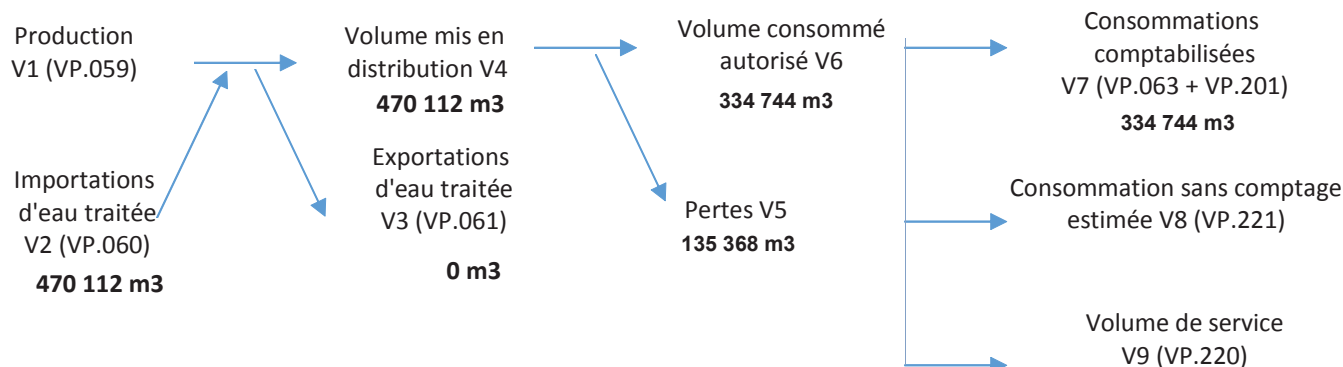 Production
V1 (VP.059)
Importations
d'eau traitée
V2 (VP.060)
470 112 m3
Volume mis en
distribution V4
470 112 m3
Exportations
d'eau traitée
V3 (VP.061)
0 m3
Volume consommé
autorisé V6
334 744 m3
Pertes V5
135 368 m3
Consommations
comptabilisées
V7 (VP.063 + VP.201)
334 744 m3
Consommation sans comptage
estimée V8 (VP.221)
Volume de service
V9 (VP.220)